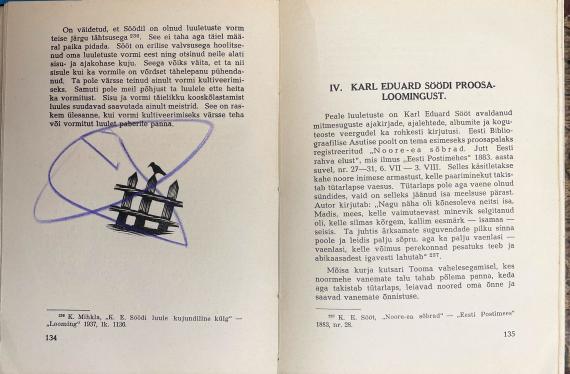 On väidetud, et Söödil on olnud luuletuste vorm
teise järgu tähtsusega 256. See ei taha aga täiel mää-
ral paika pidada. Sööt on erilise valvsusega hoolitse-
nud oma luuletuste vormi eest ning otsinud neile alati
sisu- ja ajakohase kuju. Seega võiks väita, et ta nii
sisule kui ka vormile on võrdset tähelepanu pühenda-
nud. Ta pole värsse teinud ainult vormi kultiveerimi-
seks. Samuti pole meil põhjust ta luulele ette heita
ka vormitust. Sisu ja vormi täielikku kooskõlastamist
luules suudavad saavutada ainult meistrid. See on ras-
kem ülesanne, kui vormi kultiveerimiseks värsse teha
või vormitut luulet paberile panna.
256 K. Mihkla, „K. E. Söödi luule kujundiline külg" —
„Looming" 1937, lk. 1136.
134
IV. KARL EDUARD SÖÖDI PROOSA-
LOOMINGUST.
Peale luuletuste on Karl Eduard Sööt avaldanud
mitmesuguste ajakirjade, ajalehtede, albumite ja kogu-
teoste veergudel ka rohkesti kirjutusi. Eesti Biblio-
graafilise Asutise poolt on tema esimeseks proosapalaks
registreeritud „Noore-ea sõbrad. Jutt Eesti
rahva elust", mis ilmus „Eesti Postimehes" 1883. aasta
suvel, nr. 27—31, 6. VII — 3. VIII. Selles käsitletakse
kahe noore inimese armastust, kelle paariminekut takis-
tab tütarlapse vaesus. Tütarlaps pole aga vaene olnud
sündides, vaid on selleks jäänud isa meelsuse pärast.
Autor kirjutab: „Nagu näha oli kõnesoleva neitsi isa,
Madis, mees, kelle vaimutaevast minevik selgitanud
oli, kelle silmas kõrgem, kallim eesmärk — isamaa —
seisis. Ta juhtis ärksamate suguvendade pilku sinna
poole ja leidis palju sõpru, aga ka palju vaenlasi —
vaenlasi, kelle võimus perekonnad pesatuks teeb ja
abikaasadest igavesti lahutab" 257.
Mõisa kurja kutsari Tooma vahelesegamisel, kes
noormehe vanemate talu tahab põlema panna, keda
aga takistab tütarlaps, leiavad noored oma õnne ja
saavad vanemate õnnistuse.
257 K. E. Sööt, „Noore-ea sõbrad" — „Eesti Postimees"
1883, nr. 28.
135